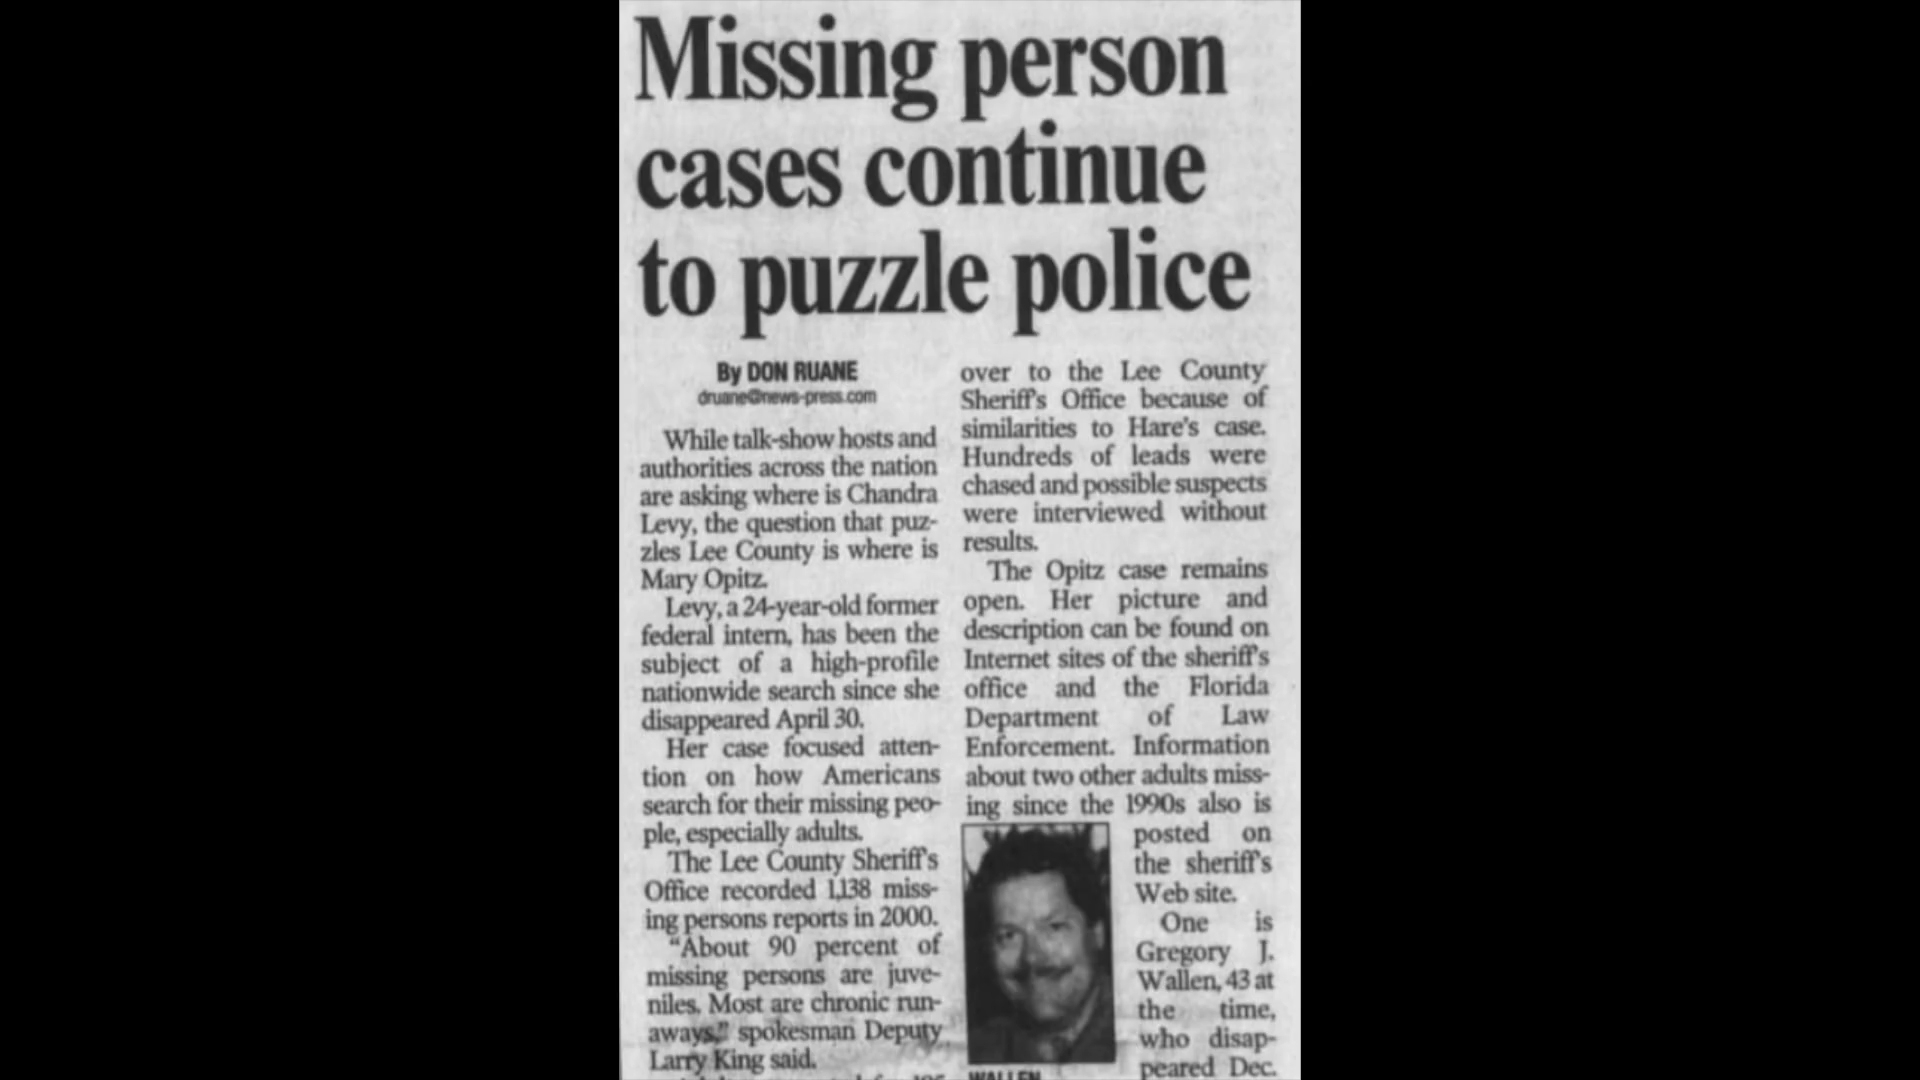 Missing person
cases continue
to puzzle police
By DON RUANE
druane@news-press.com
While talk-show hosts and
authorities across the nation
are asking where is Chandra
Levy, the question that puz-
zles Lee County is where is
Mary Opitz.
Levy, a 24-year-old former
federal intern, has been the
subject of a high-profile
nationwide search since she
disappeared April 30.
Her case focused atten-
tion on how Americans
search for their missing peo-
ple, especially adults.
The Lee County Sheriff's
Office recorded 1,138 miss-
ing persons reports in 2000.
"About 90 percent of
missing persons are juve-
niles. Most are chronic run-
aways," spokesman Deputy
Larry King said.
over to the Lee County
Sheriff's Office because of
similarities to Hare's case.
Hundreds of leads were
chased and possible suspects
were interviewed without
results.
The Opitz case remains
open. Her picture and
description can be found on
Internet sites of the sheriff's
office and the Florida
Department of Law
Enforcement. Information
about two other adults miss-
ing since the 1990s also is
posted on
the sheriff's
Web site.
One is
Gregory J.
Wallen, 43 at
the time,
who disap-
peared Dec.
WALLEN